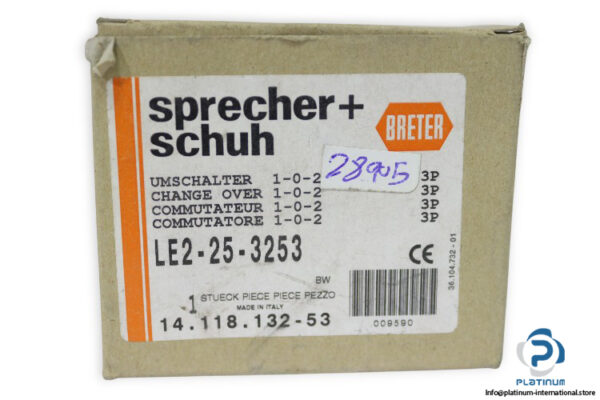 sprecher+
schuh
BRETER
28905
UMSCHALTER 1-0-2 3P
CHANGE OVER 1-0-2 3P
COMMUTATEUR 1-0-2 3P
COMMUTATORE 1-0-2 3P
LE2-25-3253
CE
36.104.732-01
BW
1 STUECK PIECE PIECE PEZZO
MADE IN ITALY
14.118.132-53
009590
PLATINUM
Info@platinum-international.store